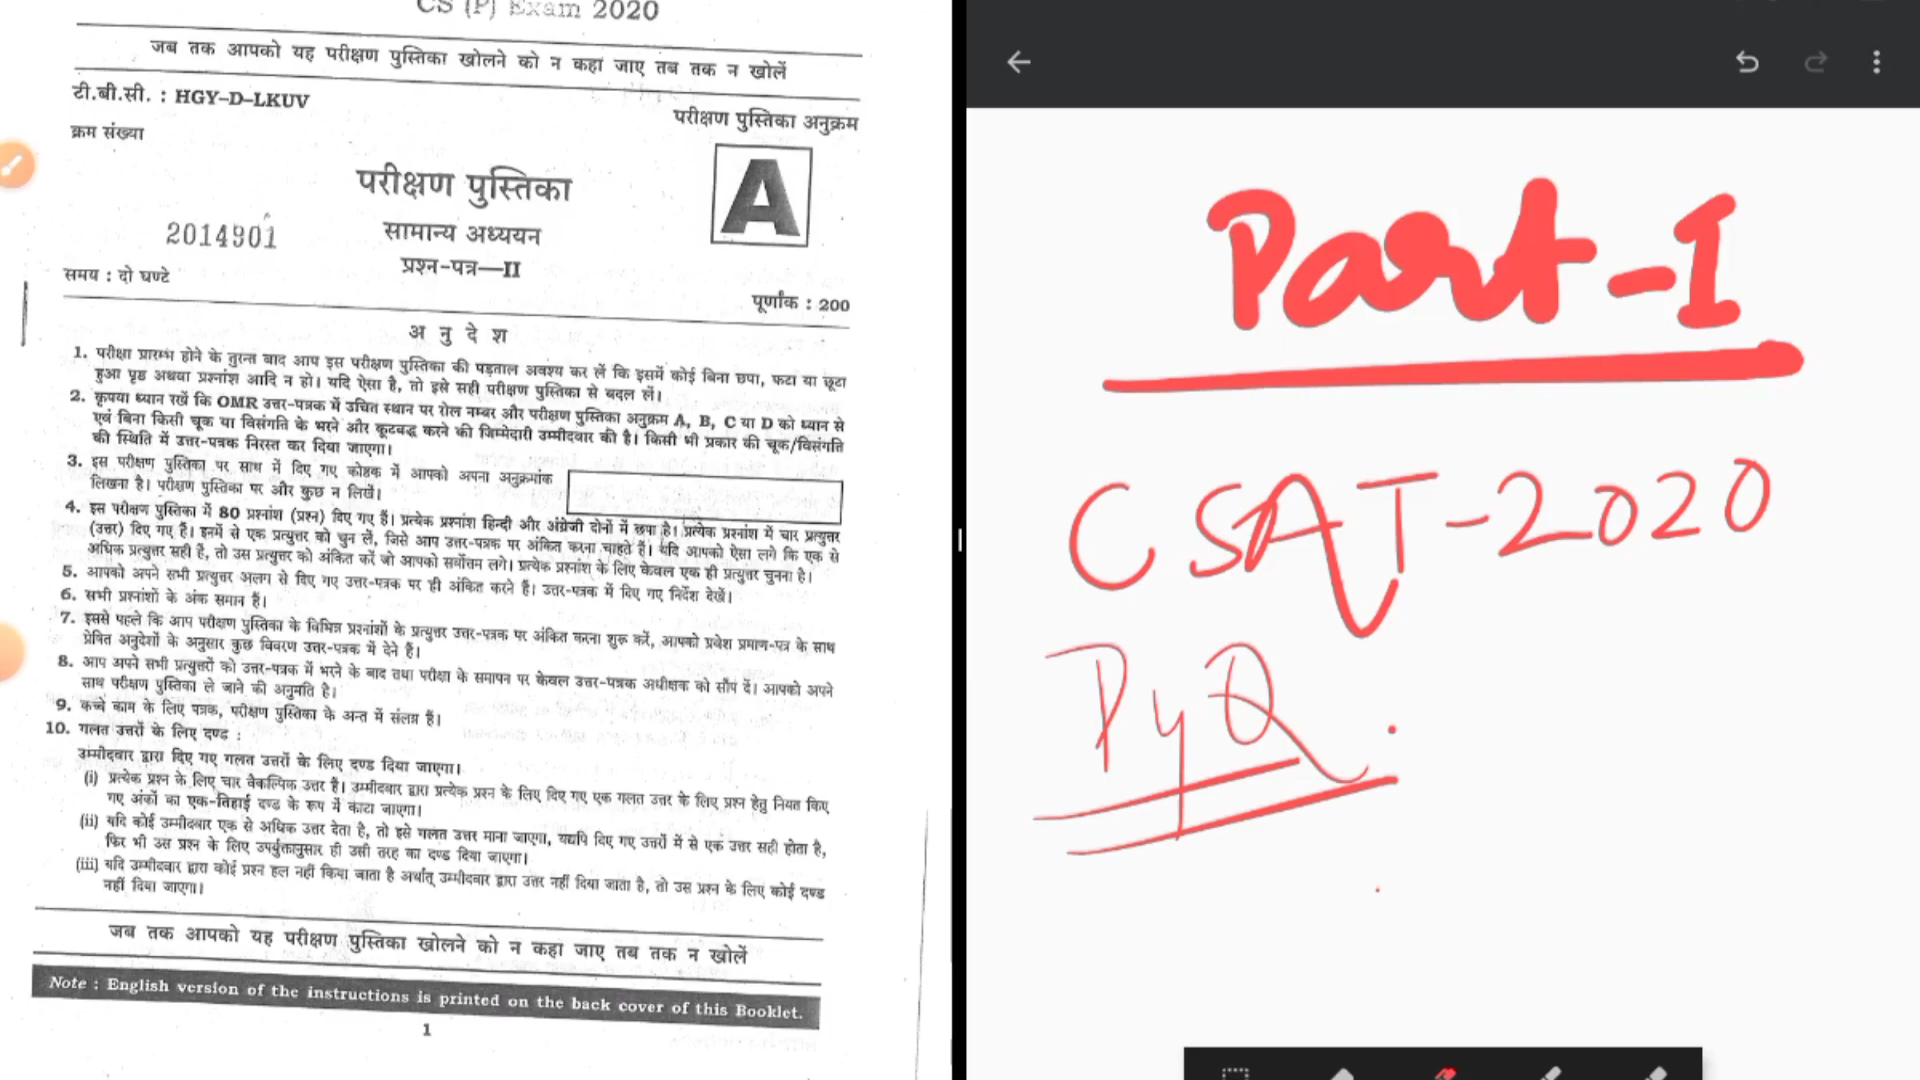 CS (P) Exam 2020
जब तक आपको यह परीक्षण पुस्तिका खोलने को न कहा जाए तब तक न खोलें
टी.बी.सी. : HGY-D-LKUV
परीक्षण पुस्तिका अनुक्रम
क्रम संख्या
A
परीक्षण पुस्तिका
2014901
सामान्य अध्ययन
प्रश्न-पत्र—II
समय : दो घण्टे
पूर्णांक : 200
अ नु दे श
1. परीक्षा प्रारम्भ होने के तुरन्त बाद आप इस परीक्षण पुस्तिका की पड़ताल अवश्य कर लें कि इसमें कोई बिना छपा, फटा या छूटा
हुआ पृष्ठ अथवा प्रश्नांश आदि न हो। यदि ऐसा है, तो इसे सही परीक्षण पुस्तिका से बदल लें।
2. कृपया ध्यान रखें कि OMR उत्तर-पत्रक में उचित स्थान पर रोल नम्बर और परीक्षण पुस्तिका अनुक्रम A, B, C या D को ध्यान से
एवं बिना किसी चूक या विसंगति के भरने और कूटबद्ध करने की जिम्मेदारी उम्मीदवार की है। किसी भी प्रकार की चूक/विसंगति
की स्थिति में उत्तर-पत्रक निरस्त कर दिया जाएगा।
3. इस परीक्षण पुस्तिका पर साथ में दिए गए कोष्ठक में आपको अपना अनुक्रमांक
लिखना है। परीक्षण पुस्तिका पर और कुछ न लिखें।
4. इस परीक्षण पुस्तिका में 80 प्रश्नांश (प्रश्न) दिए गए हैं। प्रत्येक प्रश्नांश हिन्दी और अंग्रेजी दोनों में छपा है। प्रत्येक प्रश्नांश में चार प्रत्युत्तर
(उत्तर) दिए गए हैं। इनमें से एक प्रत्युत्तर को चुन लें, जिसे आप उत्तर-पत्रक पर अंकित करना चाहते हैं। यदि आपको ऐसा लगे कि एक से
अधिक प्रत्युत्तर सही हैं, तो उस प्रत्युत्तर को अंकित करें जो आपको सर्वोत्तम लगे। प्रत्येक प्रश्नांश के लिए केवल एक ही प्रत्युत्तर चुनना है।
5. आपको अपने सभी प्रत्युत्तर अलग से दिए गए उत्तर-पत्रक पर ही अंकित करने हैं। उत्तर-पत्रक में दिए गए निर्देश देखें।
6. सभी प्रश्नांशों के अंक समान हैं।
7. इससे पहले कि आप परीक्षण पुस्तिका के विभिन्न प्रश्नांशों के प्रत्युत्तर उत्तर-पत्रक पर अंकित करना शुरू करें, आपको प्रवेश प्रमाण-पत्र के साथ
प्रेषित अनुदेशों के अनुसार कुछ विवरण उत्तर-पत्रक में देने हैं।
8. आप अपने सभी प्रत्युत्तरों को उत्तर-पत्रक में भरने के बाद तथा परीक्षा के समापन पर केवल उत्तर-पत्रक अधीक्षक को सौंप दें। आपको अपने
साथ परीक्षण पुस्तिका ले जाने की अनुमति है।
9. कच्चे काम के लिए पत्रक, परीक्षण पुस्तिका के अन्त में संलग्न हैं।
10. गलत उत्तरों के लिए दण्ड :
उम्मीदवार द्वारा दिए गए गलत उत्तरों के लिए दण्ड दिया जाएगा।
(i) प्रत्येक प्रश्न के लिए चार वैकल्पिक उत्तर हैं। उम्मीदवार द्वारा प्रत्येक प्रश्न के लिए दिए गए एक गलत उत्तर के लिए प्रश्न हेतु नियत किए
गए अंकों का एक-तिहाई दण्ड के रूप में काटा जाएगा।
(ii) यदि कोई उम्मीदवार एक से अधिक उत्तर देता है, तो इसे गलत उत्तर माना जाएगा, यद्यपि दिए गए उत्तरों में से एक उत्तर सही होता है,
फिर भी उस प्रश्न के लिए उपर्युक्तानुसार ही उसी तरह का दण्ड दिया जाएगा।
(iii) यदि उम्मीदवार द्वारा कोई प्रश्न हल नहीं किया जाता है अर्थात् उम्मीदवार द्वारा उत्तर नहीं दिया जाता है, तो उस प्रश्न के लिए कोई दण्ड
नहीं दिया जाएगा।
जब तक आपको यह परीक्षण पुस्तिका खोलने को न कहा जाए तब तक न खोलें
Note : English version of the instructions is printed on the back cover of this Booklet.
1
Part-I
CSAT-2020
PyQ